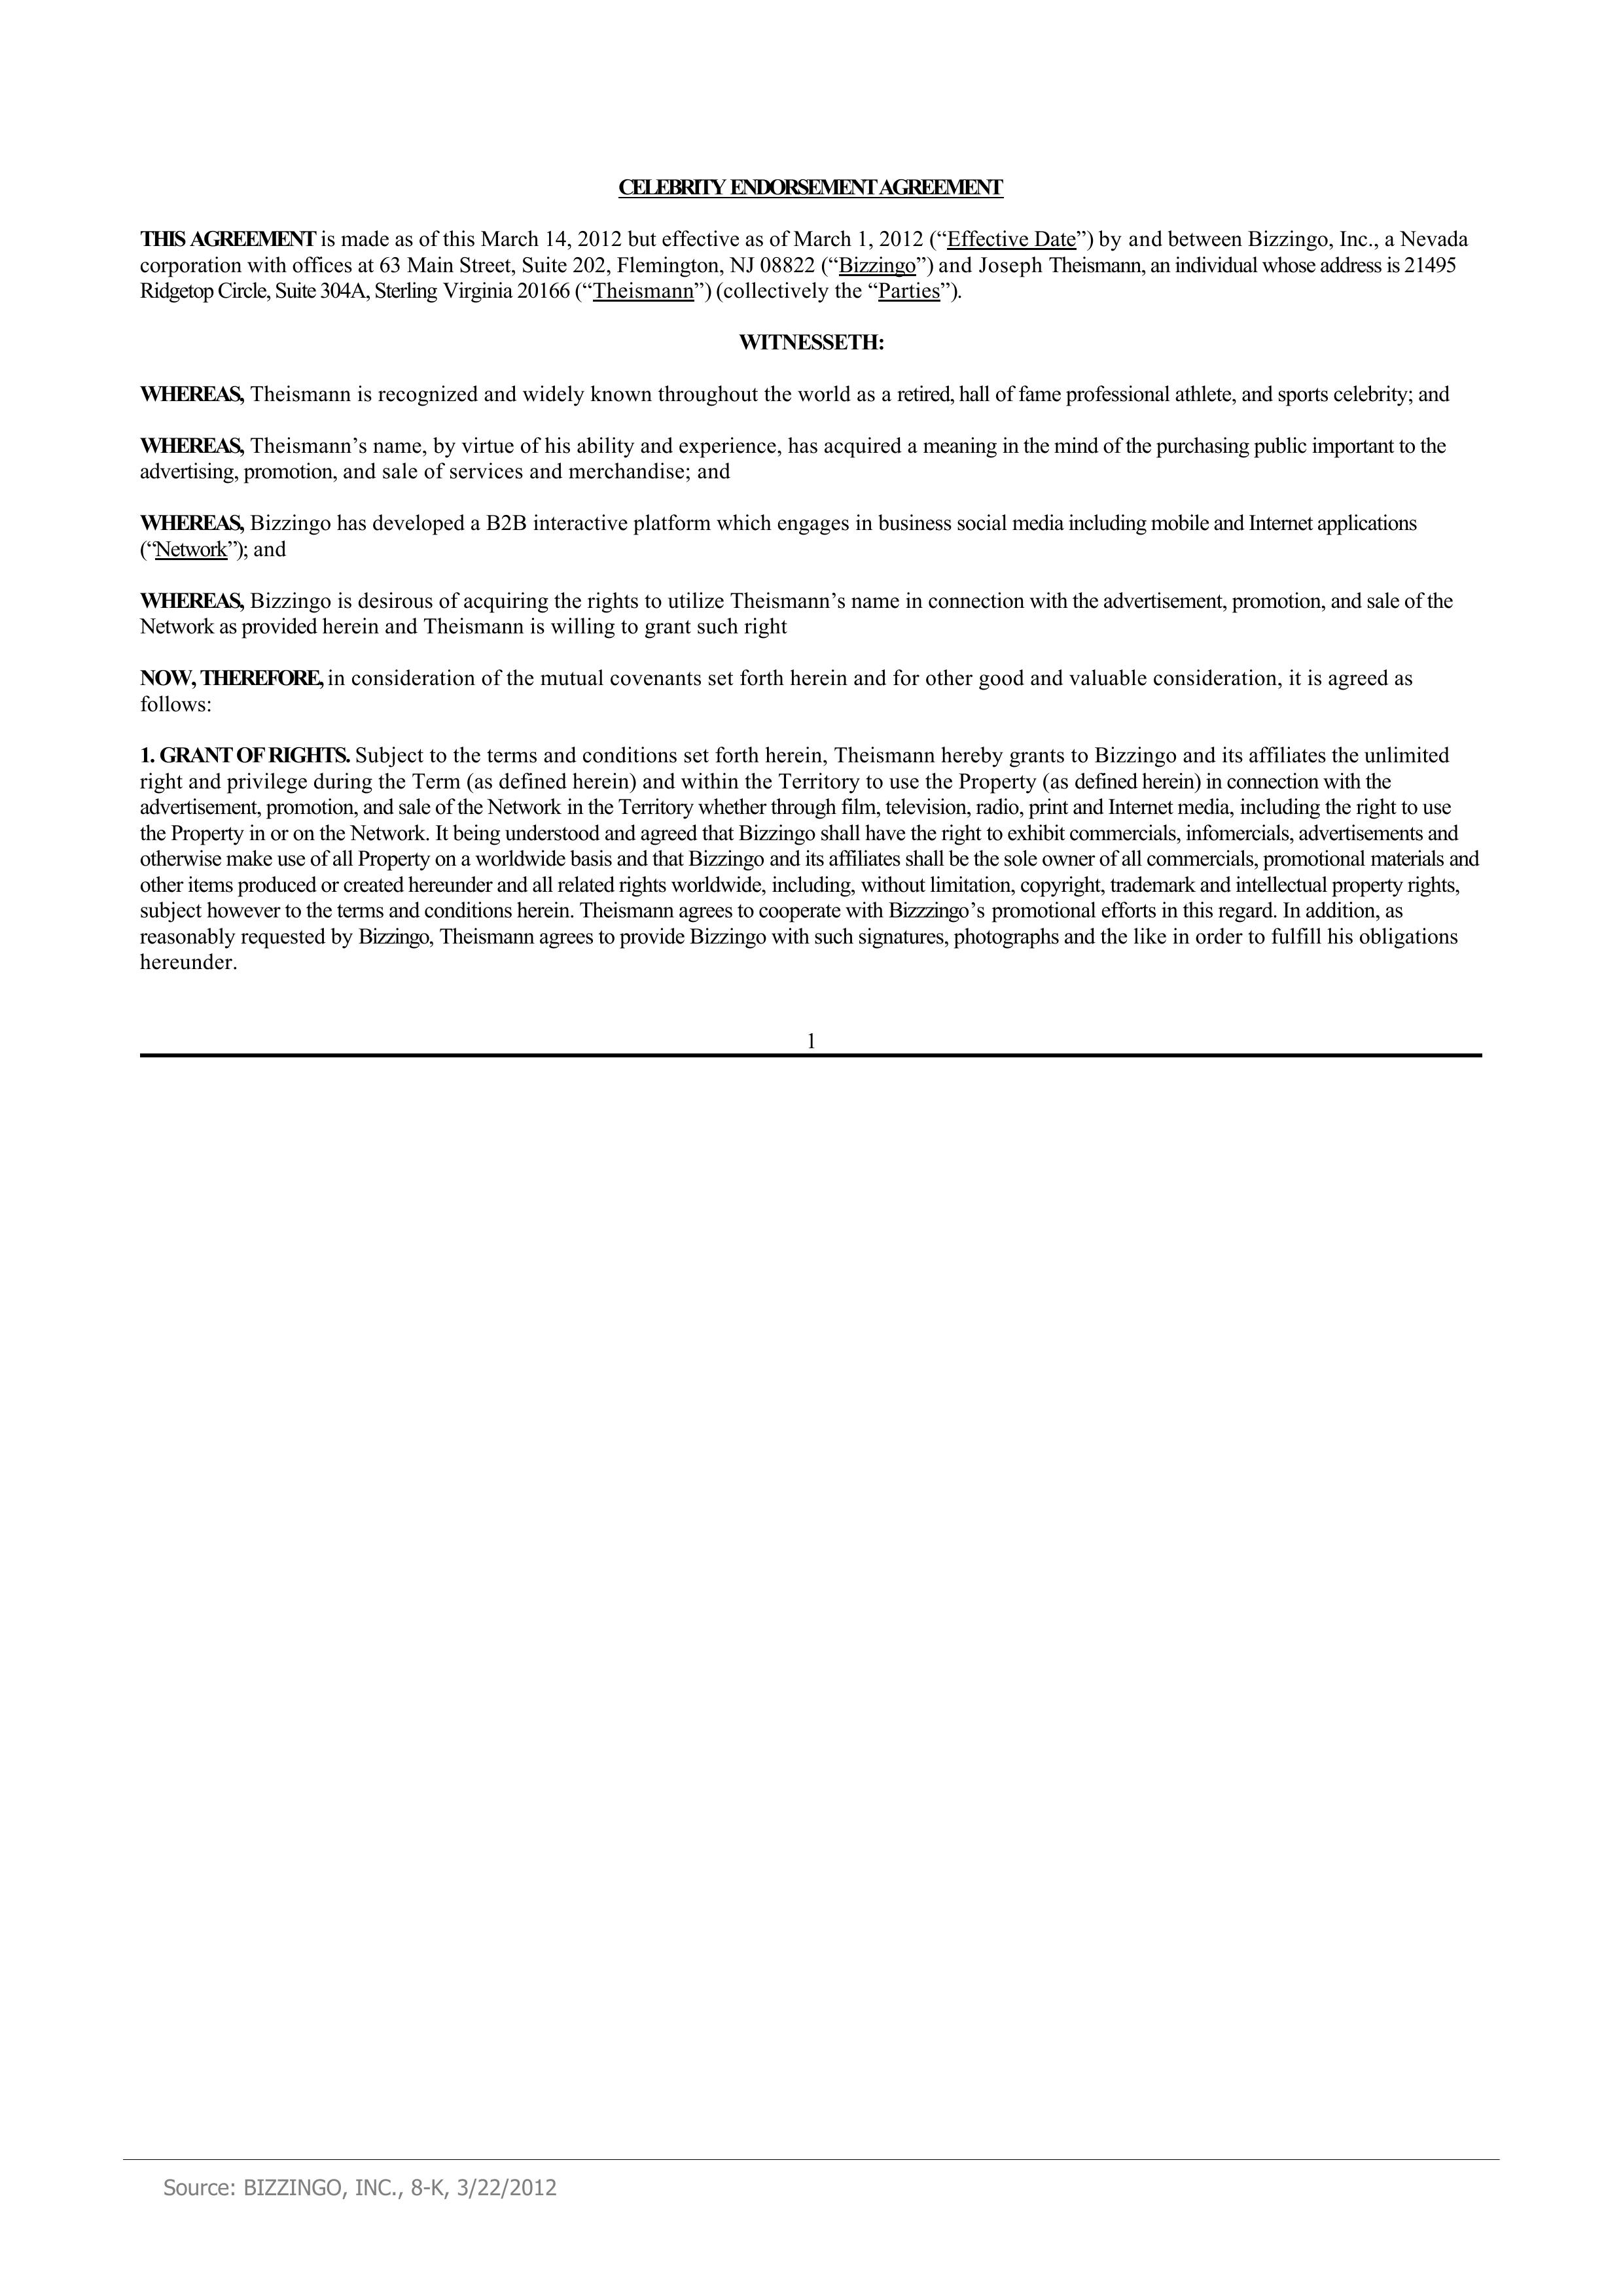 CELEBRITY ENDORSEMENT AGREEMENT
THIS AGREEMENT is made as of this March 14, 2012 but effective as of March 1, 2012 (“Effective Date”) by and between Bizzingo, Inc., a Nevada
corporation with offices at 63 Main Street, Suite 202, Flemington, NJ 08822 (“Bizzingo”) and Joseph Theismann, an individual whose address is 21495
Ridgetop Circle, Suite 304A, Sterling Virginia 20166 (“Theismann”) (collectively the “Parties”).
WITNESSETH:
WHEREAS, Theismann is recognized and widely known throughout the world as a retired, hall of fame professional athlete, and sports celebrity; and
WHEREAS, Theismann’s name, by virtue of his ability and experience, has acquired a meaning in the mind of the purchasing public important to the
advertising, promotion, and sale of services and merchandise; and
WHEREAS, Bizzingo has developed a B2B interactive platform which engages in business social media including mobile and Internet applications
(“Network”); and
WHEREAS, Bizzingo is desirous of acquiring the rights to utilize Theismann’s name in connection with the advertisement, promotion, and sale of the
Network as provided herein and Theismann is willing to grant such right
NOW, THEREFORE, in consideration of the mutual covenants set forth herein and for other good and valuable consideration, it is agreed as
follows:
1. GRANT OF RIGHTS. Subject to the terms and conditions set forth herein, Theismann hereby grants to Bizzingo and its affiliates the unlimited
right and privilege during the Term (as defined herein) and within the Territory to use the Property (as defined herein) in connection with the
advertisement, promotion, and sale of the Network in the Territory whether through film, television, radio, print and Internet media, including the right to use
the Property in or on the Network. It being understood and agreed that Bizzingo shall have the right to exhibit commercials, infomercials, advertisements and
otherwise make use of all Property on a worldwide basis and that Bizzingo and its affiliates shall be the sole owner of all commercials, promotional materials and
other items produced or created hereunder and all related rights worldwide, including, without limitation, copyright, trademark and intellectual property rights,
subject however to the terms and conditions herein. Theismann agrees to cooperate with Bizzzingo’s promotional efforts in this regard. In addition, as
reasonably requested by Bizzingo, Theismann agrees to provide Bizzingo with such signatures, photographs and the like in order to fulfill his obligations
hereunder.
1
Source: BIZZINGO, INC., 8-K, 3/22/2012